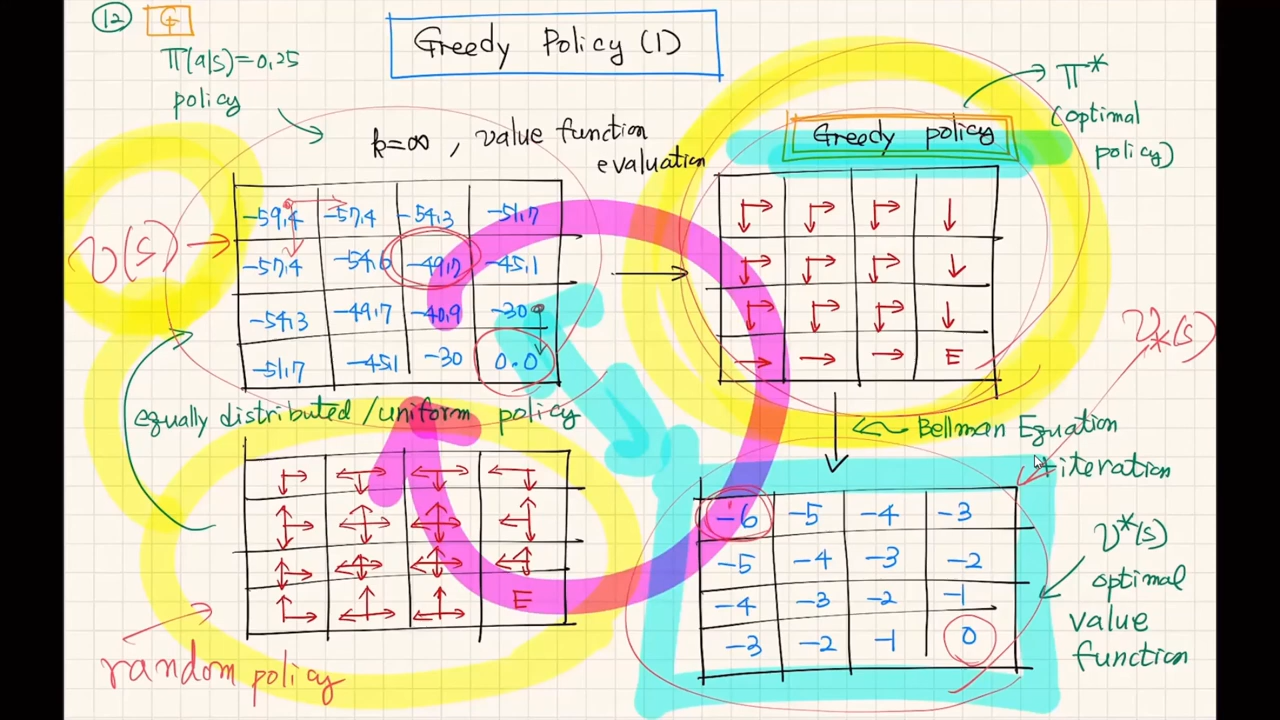 12 G
Greedy Policy (1)
π(a|s)=0.25
policy
k=∞, value function
evaluation
Greedy policy
π*
(optimal
policy)
v(s)
-59.4 -57.4 -54.3 -51.7
-57.4 -54.6 -49.7 -45.1
-54.3 -49.7 -40.9 -30
-51.7 -45.1 -30 0.0
E
v*(s)
equally distributed /uniform policy
Bellman Equation
+iteration
E
random policy
-6 -5 -4 -3
-5 -4 -3 -2
-4 -3 -2 -1
-3 -2 -1 0
v*(s)
optimal
value
function